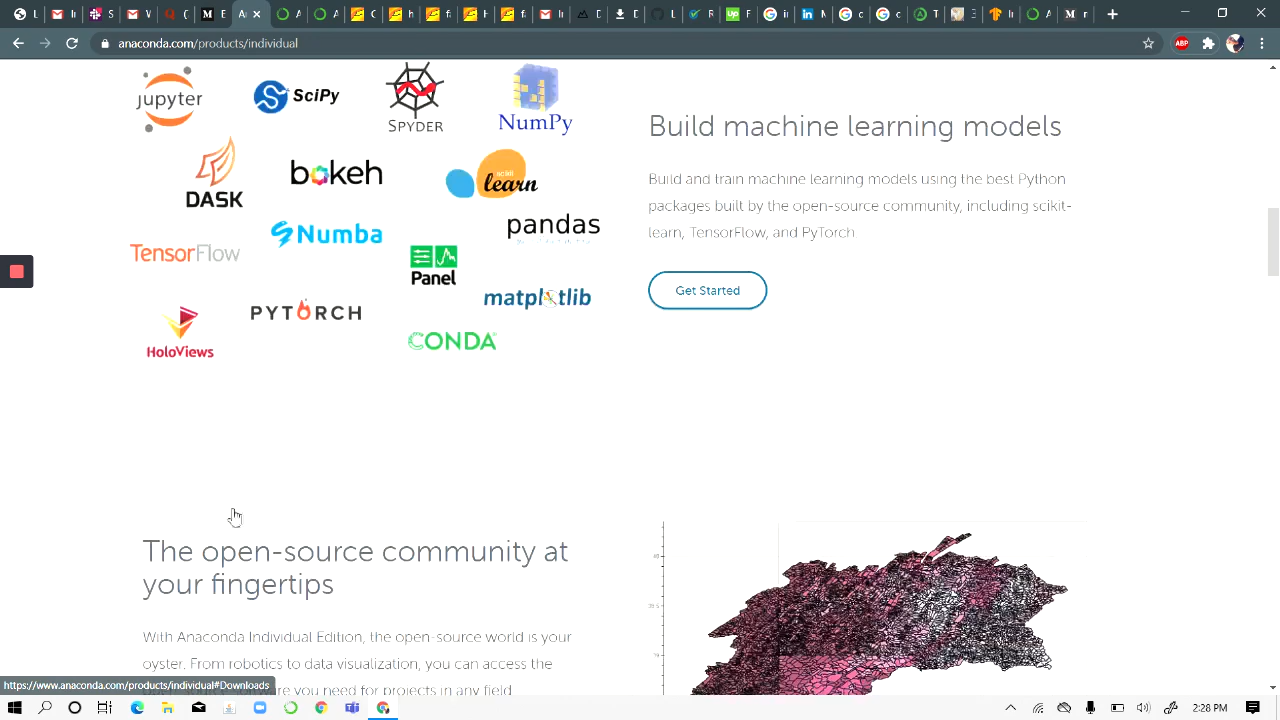 anaconda.com/products/individual
ABP
jupyter
SciPy
SPYDER
NumPy
DASK
bokeh
scikit
learn
pandas
TensorFlow
Numba
Panel
matplotlib
HoloViews
PYTORCH
CONDA
Build machine learning models
Build and train machine learning models using the best Python
packages built by the open-source community, including scikit-
learn, TensorFlow, and PyTorch.
Get Started
The open-source community at
your fingertips
With Anaconda Individual Edition, the open-source world is your
oyster. From robotics to data visualization, you can access the
are you need for projects in any field
https://www.anaconda.com/products/individual#Downloads
2:28 PM